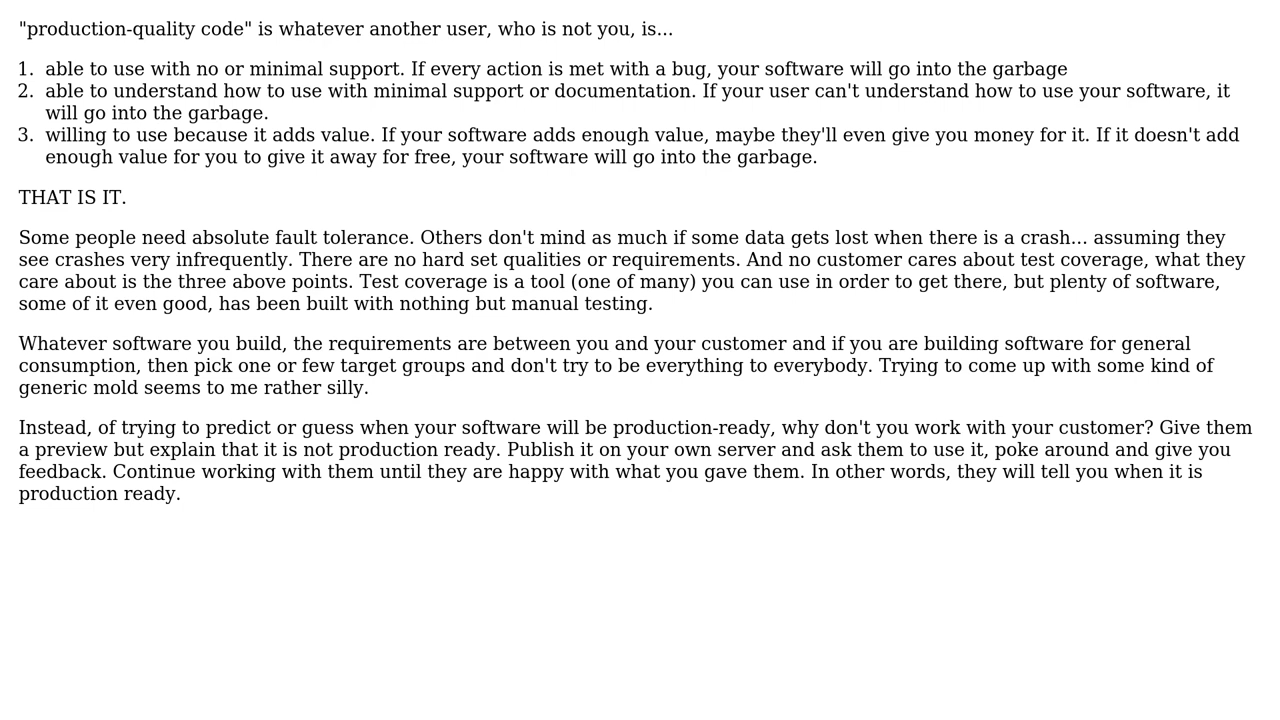 "production-quality code" is whatever another user, who is not you, is...
1. able to use with no or minimal support. If every action is met with a bug, your software will go into the garbage
2. able to understand how to use with minimal support or documentation. If your user can't understand how to use your software, it
will go into the garbage.
3. willing to use because it adds value. If your software adds enough value, maybe they'll even give you money for it. If it doesn't add
enough value for you to give it away for free, your software will go into the garbage.
THAT IS IT.
Some people need absolute fault tolerance. Others don't mind as much if some data gets lost when there is a crash... assuming they
see crashes very infrequently. There are no hard set qualities or requirements. And no customer cares about test coverage, what they
care about is the three above points. Test coverage is a tool (one of many) you can use in order to get there, but plenty of software,
some of it even good, has been built with nothing but manual testing.
Whatever software you build, the requirements are between you and your customer and if you are building software for general
consumption, then pick one or few target groups and don't try to be everything to everybody. Trying to come up with some kind of
generic mold seems to me rather silly.
Instead, of trying to predict or guess when your software will be production-ready, why don't you work with your customer? Give them
a preview but explain that it is not production ready. Publish it on your own server and ask them to use it, poke around and give you
feedback. Continue working with them until they are happy with what you gave them. In other words, they will tell you when it is
production ready.